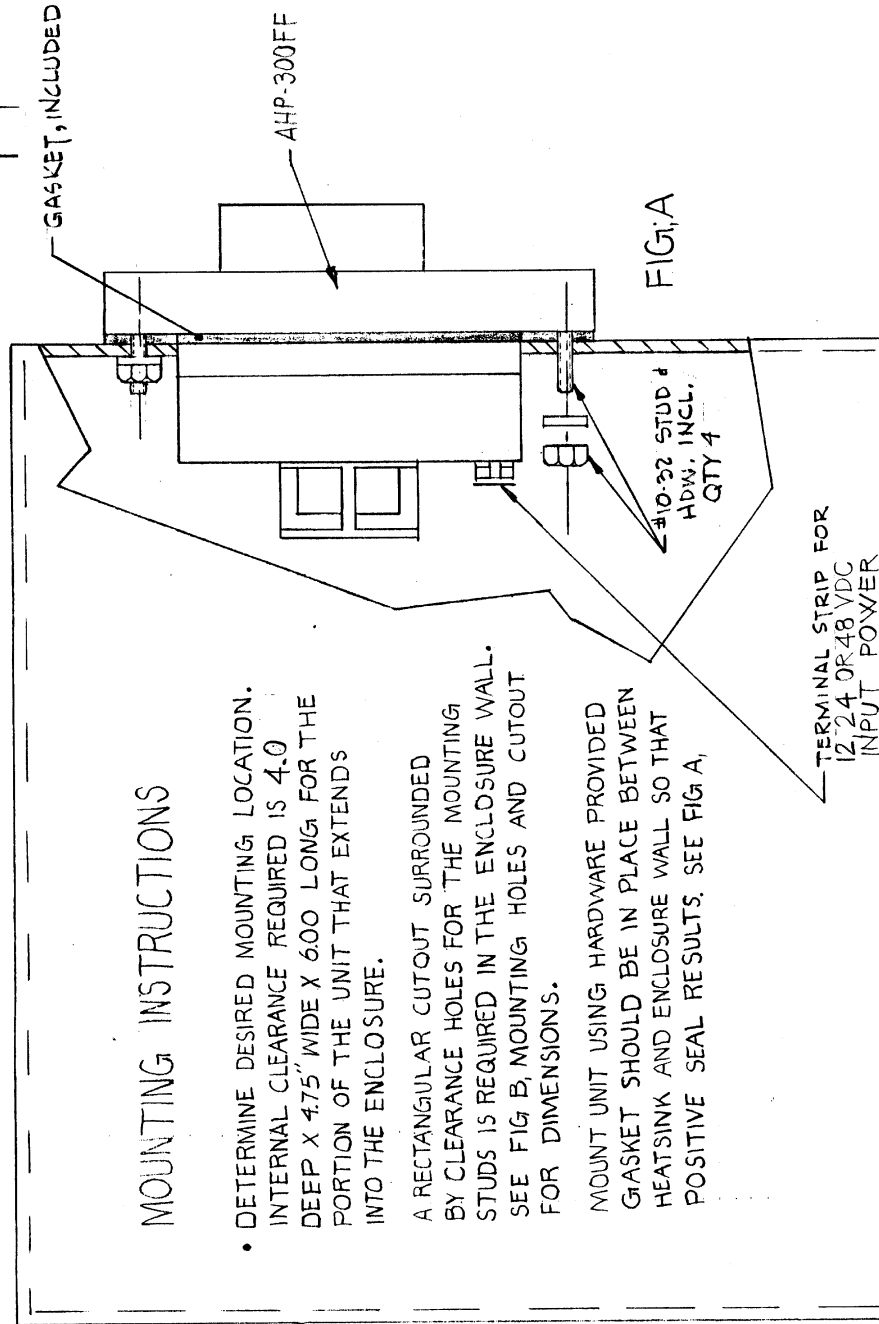 MOUNTING INSTRUCTIONS
• DETERMINE DESIRED MOUNTING LOCATION.
INTERNAL CLEARANCE REQUIRED IS 4.0
DEEP X 4.75" WIDE X 6.00 LONG FOR THE
PORTION OF THE UNIT THAT EXTENDS
INTO THE ENCLOSURE.
A RECTANGULAR CUTOUT SURROUNDED
BY CLEARANCE HOLES FOR THE MOUNTING
STUDS IS REQUIRED IN THE ENCLOSURE WALL.
SEE FIG B, MOUNTING HOLES AND CUTOUT
FOR DIMENSIONS.
MOUNT UNIT USING HARDWARE PROVIDED
GASKET SHOULD BE IN PLACE BETWEEN
HEATSINK AND ENCLOSURE WALL SO THAT
POSITIVE SEAL RESULTS. SEE FIG A,
GASKET, INCLUDED
AHP-300FF
FIG. A
#10-32 STUD &
HDW. INCL.
QTY 4
TERMINAL STRIP FOR
12, 24 OR 48 VDC
INPUT POWER